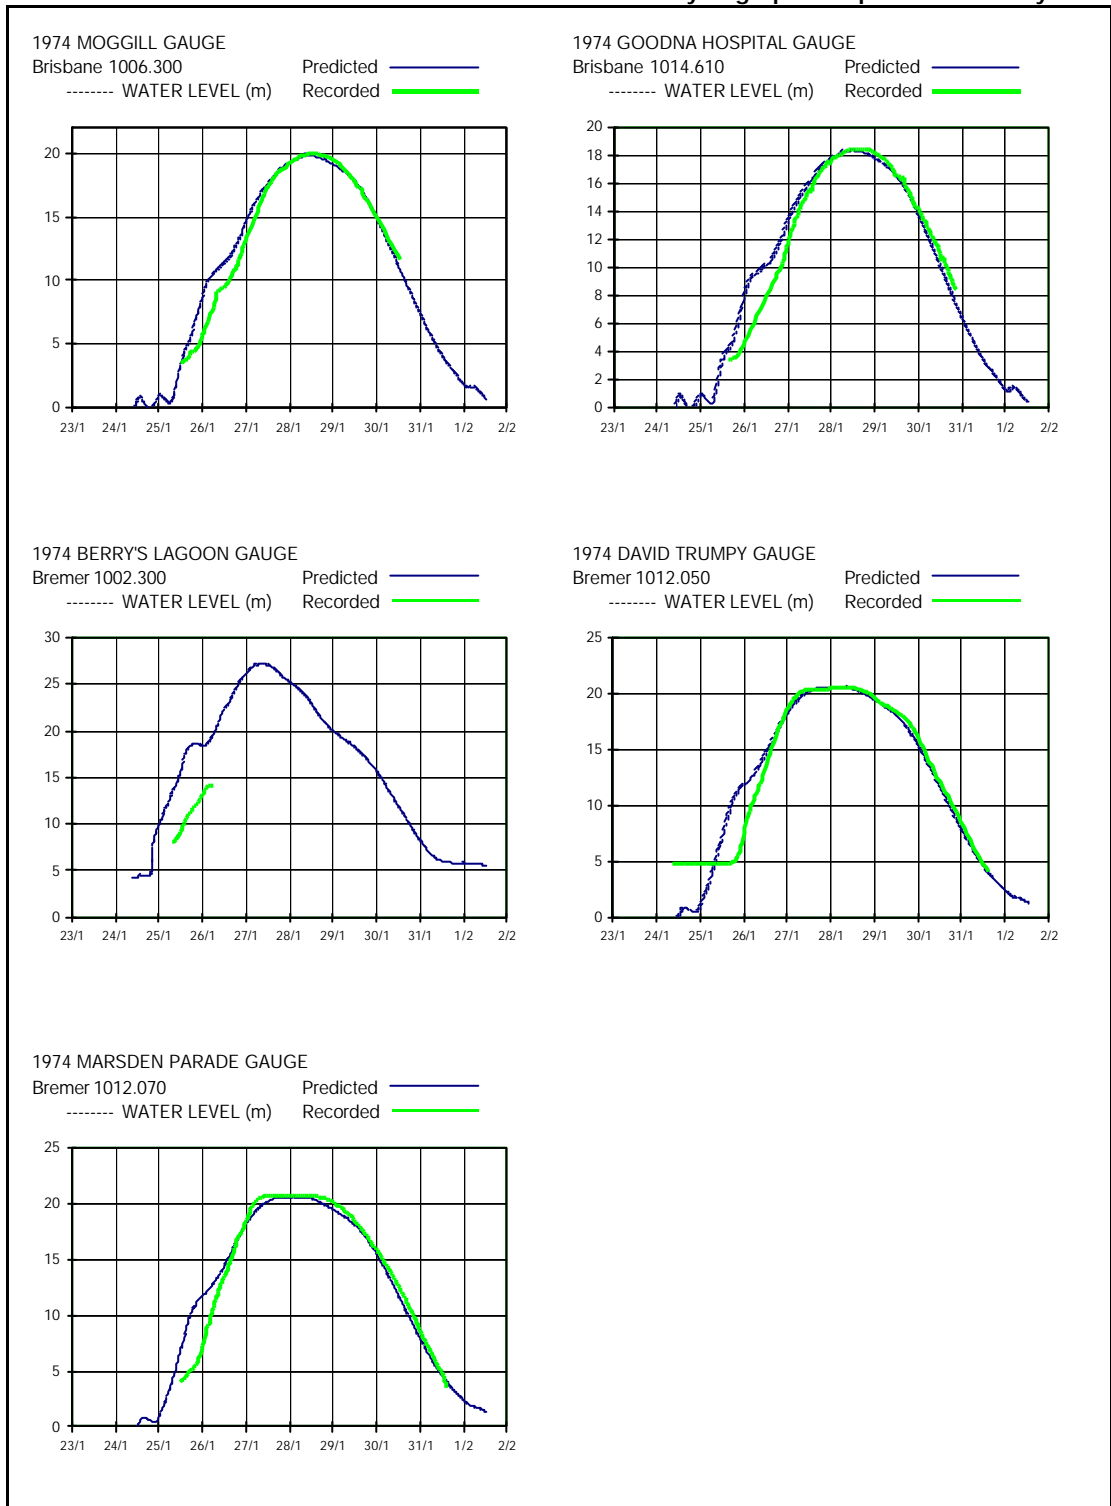 1974 MOGGILL GAUGE
Brisbane 1006.300 Predicted
-------- WATER LEVEL (m) Recorded
20
15
10
5
0
23/1 24/1 25/1 26/1 27/1 28/1 29/1 30/1 31/1 1/2 2/2
1974 GOODNA HOSPITAL GAUGE
Brisbane 1014.610 Predicted
-------- WATER LEVEL (m) Recorded
20
18
16
14
12
10
8
6
4
2
0
23/1 24/1 25/1 26/1 27/1 28/1 29/1 30/1 31/1 1/2 2/2
1974 BERRY'S LAGOON GAUGE
Bremer 1002.300 Predicted
-------- WATER LEVEL (m) Recorded
30
25
20
15
10
5
0
23/1 24/1 25/1 26/1 27/1 28/1 29/1 30/1 31/1 1/2 2/2
1974 DAVID TRUMPY GAUGE
Bremer 1012.050 Predicted
-------- WATER LEVEL (m) Recorded
25
20
15
10
5
0
23/1 24/1 25/1 26/1 27/1 28/1 29/1 30/1 31/1 1/2 2/2
1974 MARSDEN PARADE GAUGE
Bremer 1012.070 Predicted
-------- WATER LEVEL (m) Recorded
25
20
15
10
5
0
23/1 24/1 25/1 26/1 27/1 28/1 29/1 30/1 31/1 1/2 2/2